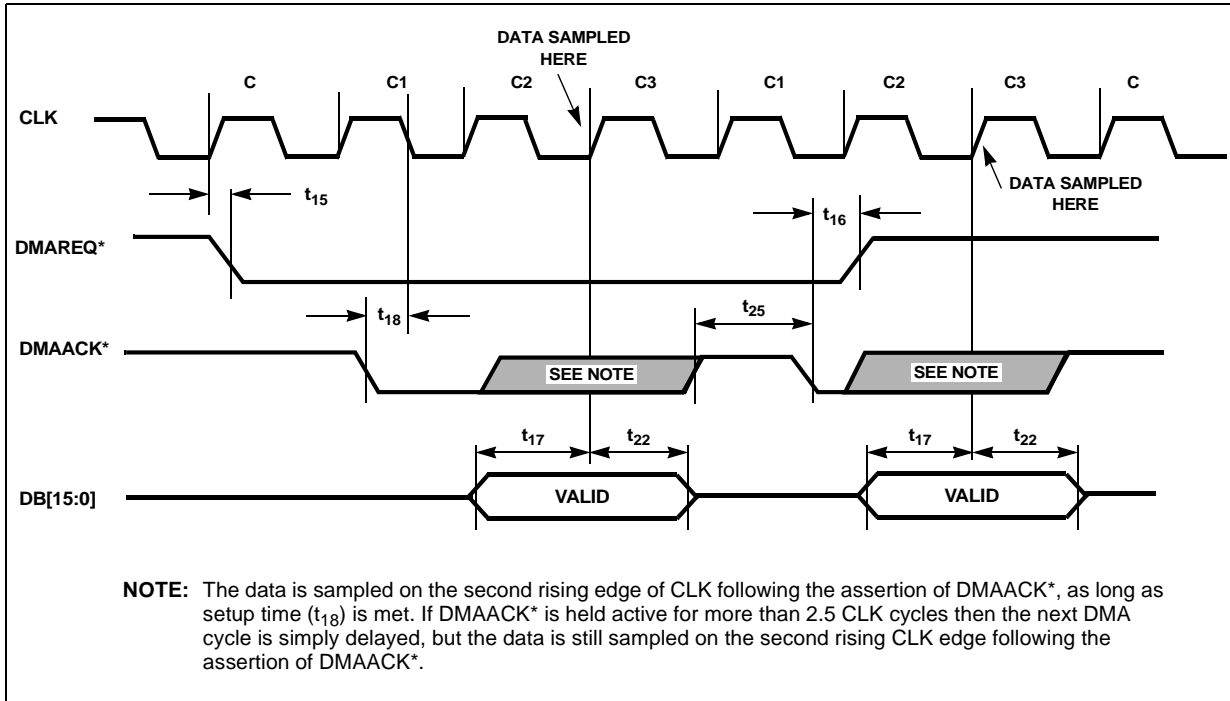 DATA SAMPLED
HERE
C C1 C2 C3 C1 C2 C3 C
CLK
DATA SAMPLED
HERE
t15
t16
DMAREQ*
t18
t25
DMAACK*
SEE NOTE SEE NOTE
t17 t22 t17 t22
DB[15:0]
VALID VALID
NOTE: The data is sampled on the second rising edge of CLK following the assertion of DMAACK*, as long as
setup time (t18) is met. If DMAACK* is held active for more than 2.5 CLK cycles then the next DMA
cycle is simply delayed, but the data is still sampled on the second rising CLK edge following the
assertion of DMAACK*.